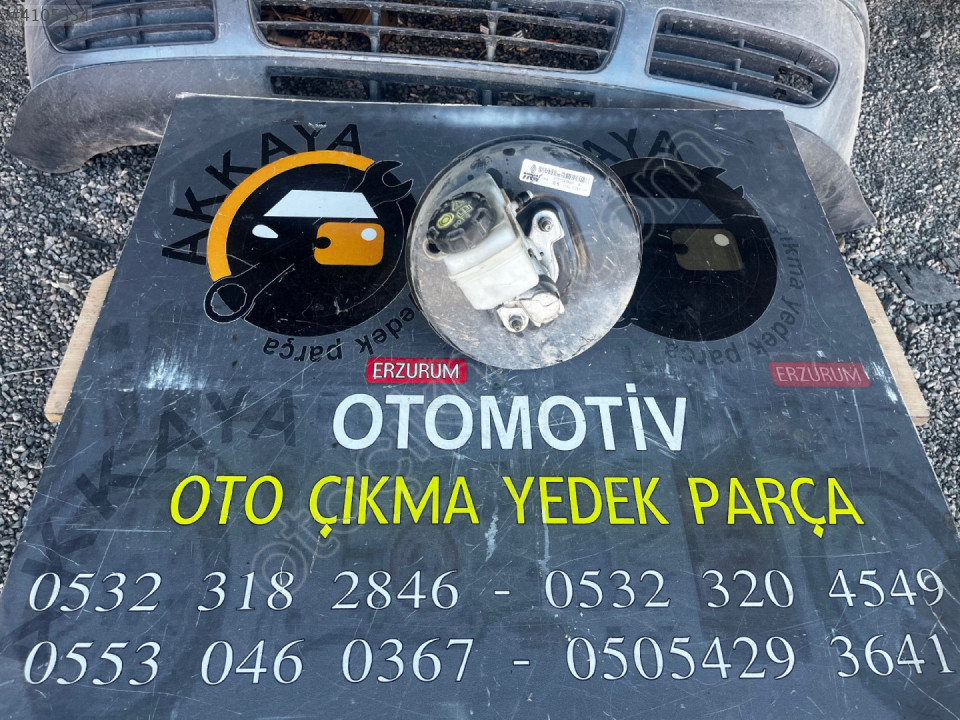 AKKAYA
yedek parça
TRW
ERZURUM
ERZURUM
OTOMOTİV
OTO ÇIKMA YEDEK PARÇA
0532 318 2846 - 0532 320 4549
0553 046 0367 - 0505429 3641